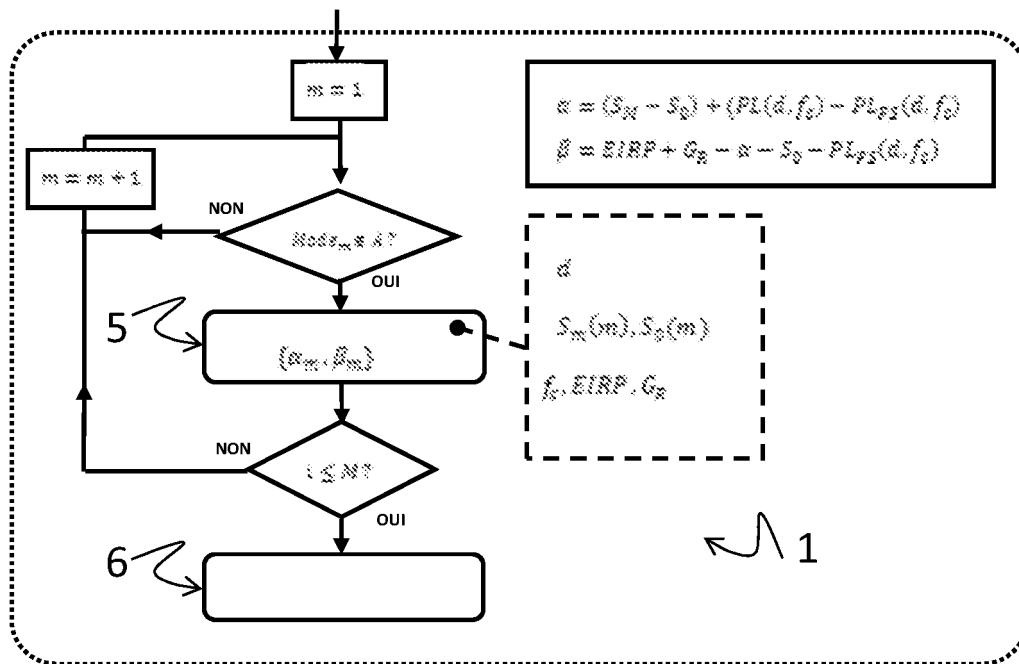 m = 1
α = (S_M − S_0) + (PL(d, f_c) − PL_FS(d, f_c)
β = EIRP + G_R − α − S_0 − PL_FS(d, f_c)
m = m + 1
NON
Mode_m
OUI
d
5
S_m(m), S_0(m)
{α_m, β_m}
f_c, EIRP, G_R
NON
≤ M?
OUI
6
1